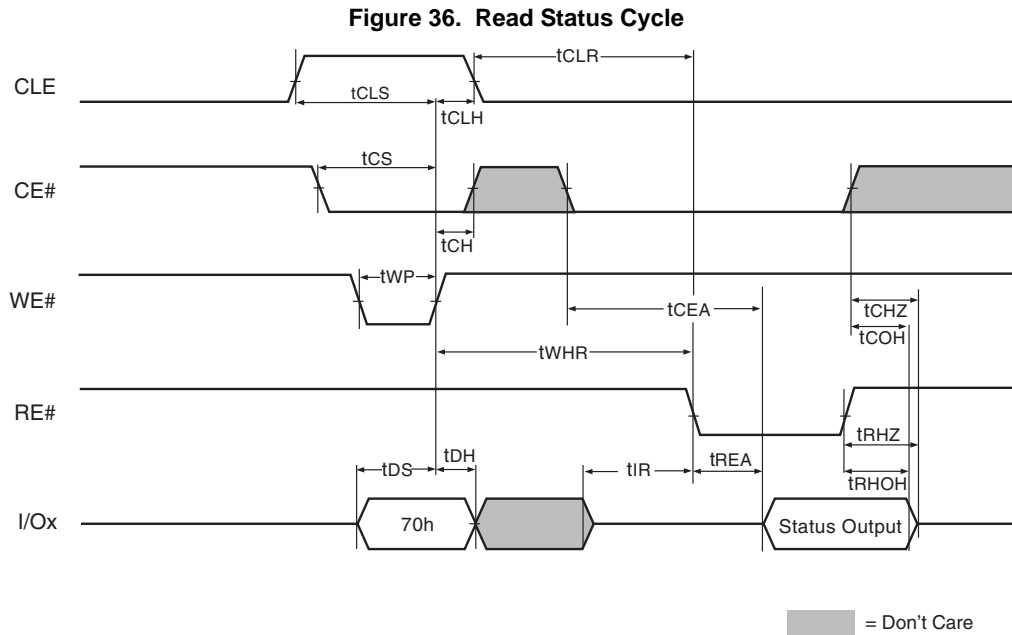 Figure 36. Read Status Cycle
tCLR
CLE
tCLS
tCLH
tCS
CE#
tCH
tWP
WE#
tCEA
tCHZ
tCOH
tWHR
RE#
tRHZ
tDS
tDH
tIR
tREA
tRHOH
I/Ox
70h
Status Output
= Don't Care